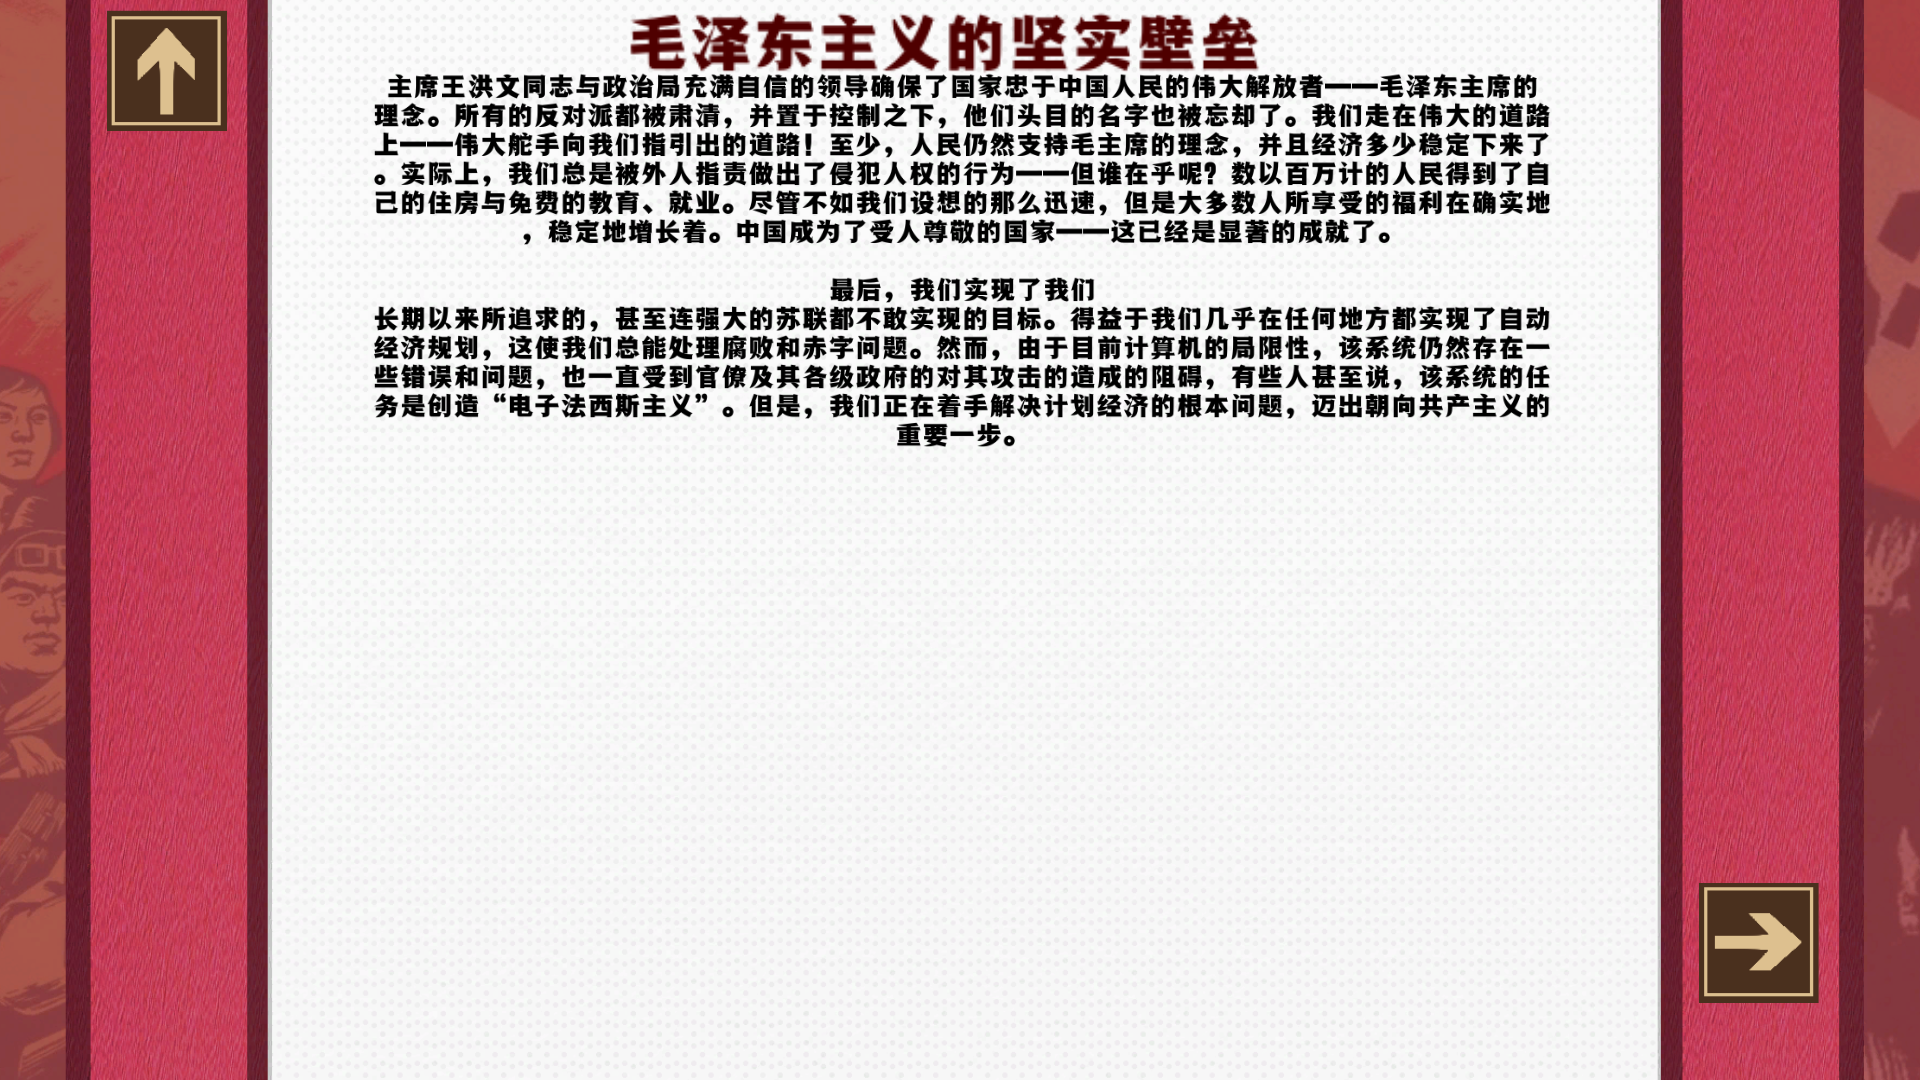 毛泽东主义的坚实壁垒
主席王洪文同志与政治局充满自信的领导确保了国家忠于中国人民的伟大解放者——毛泽东主席的
理念。所有的反对派都被肃清，并置于控制之下，他们头目的名字也被忘却了。我们走在伟大的道路
上——伟大舵手向我们指引出的道路！至少，人民仍然支持毛主席的理念，并且经济多少稳定下来了
。实际上，我们总是被外人指责做出了侵犯人权的行为——但谁在乎呢？数以百万计的人民得到了自
己的住房与免费的教育、就业。尽管不如我们设想的那么迅速，但是大多数人所享受的福利在确实地
，稳定地增长着。中国成为了受人尊敬的国家——这已经是显著的成就了。
最后，我们实现了我们
长期以来所追求的，甚至连强大的苏联都不敢实现的目标。得益于我们几乎在任何地方都实现了自动
经济规划，这使我们总能处理腐败和赤字问题。然而，由于目前计算机的局限性，该系统仍然存在一
些错误和问题，也一直受到官僚及其各级政府的对其攻击的造成的阻碍，有些人甚至说，该系统的任
务是创造“电子法西斯主义”。但是，我们正在着手解决计划经济的根本问题，迈出朝向共产主义的
重要一步。